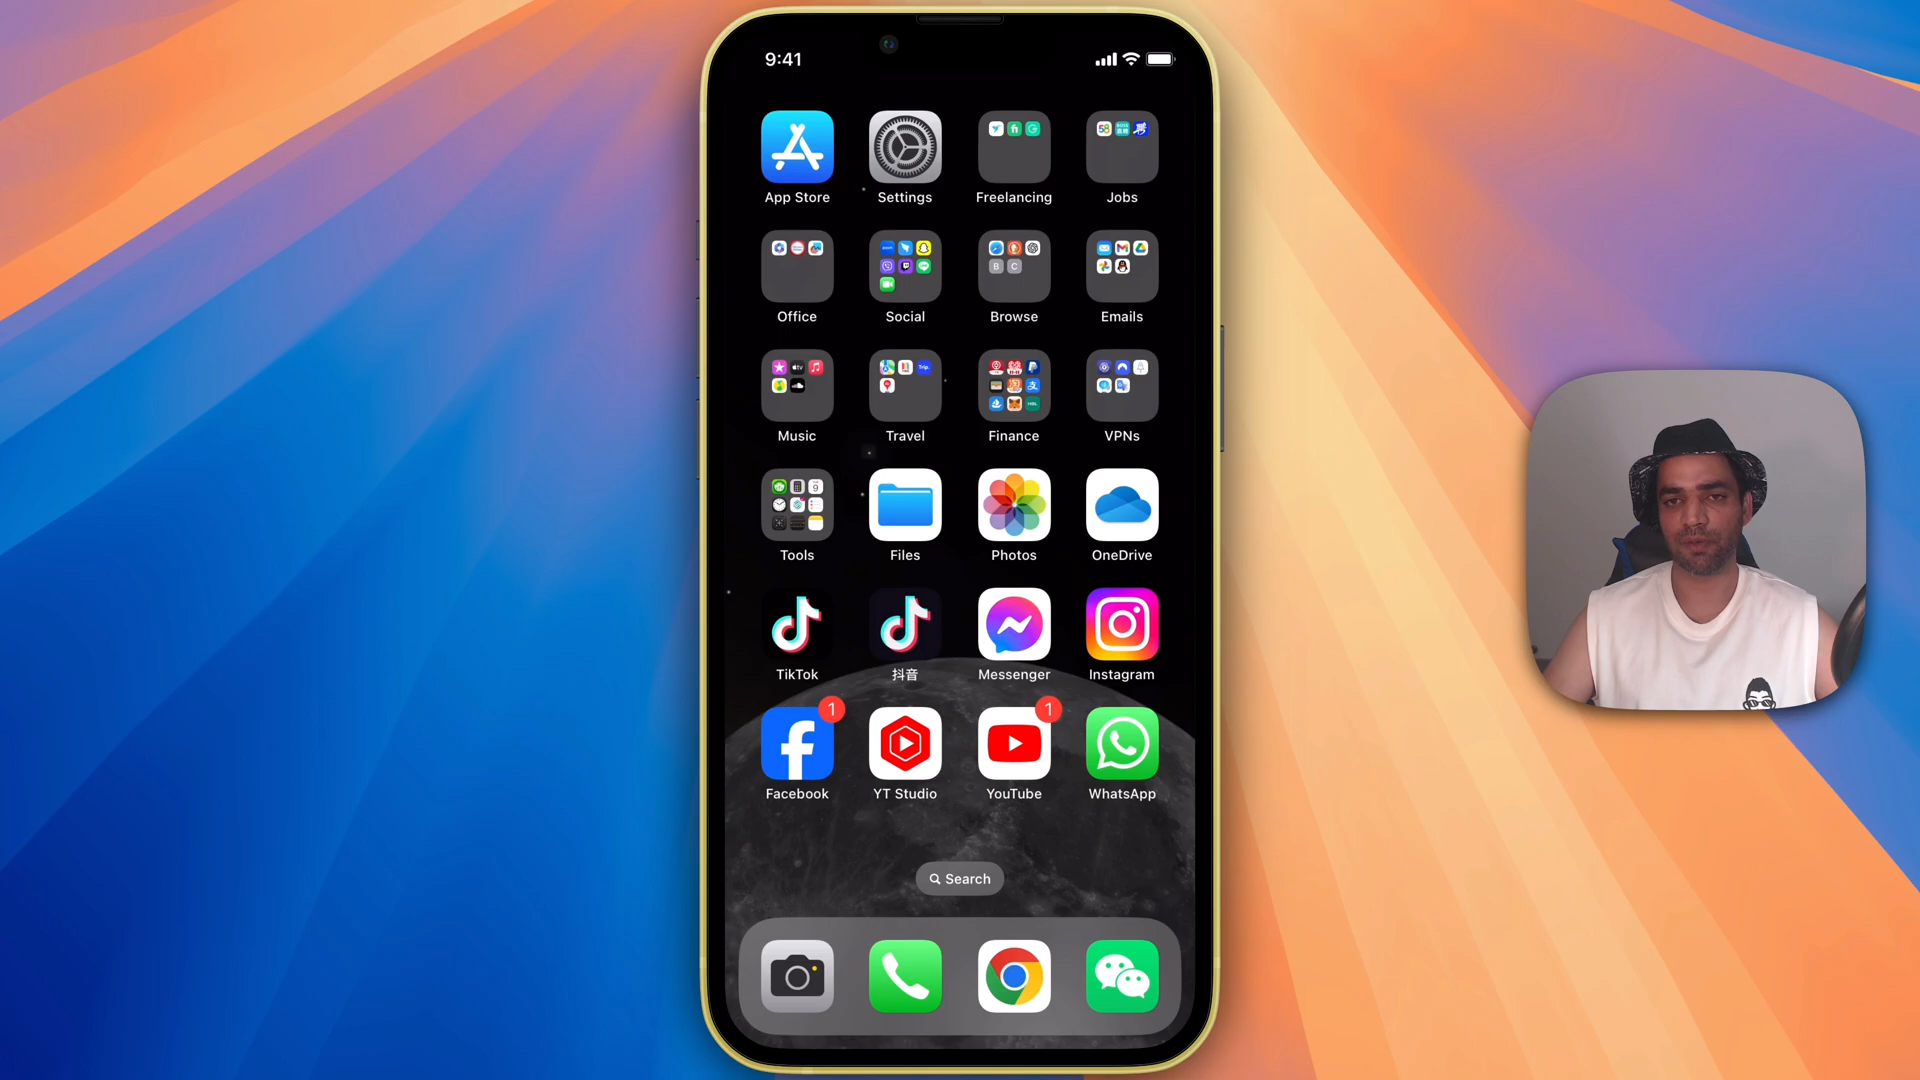 9:41
App Store
Settings
Freelancing
Jobs
Office
Social
Browse
Emails
Music
Travel
Finance
VPNs
Tools
Files
Photos
OneDrive
TikTok
抖音
Messenger
Instagram
1
1
Facebook
YT Studio
YouTube
WhatsApp
Search